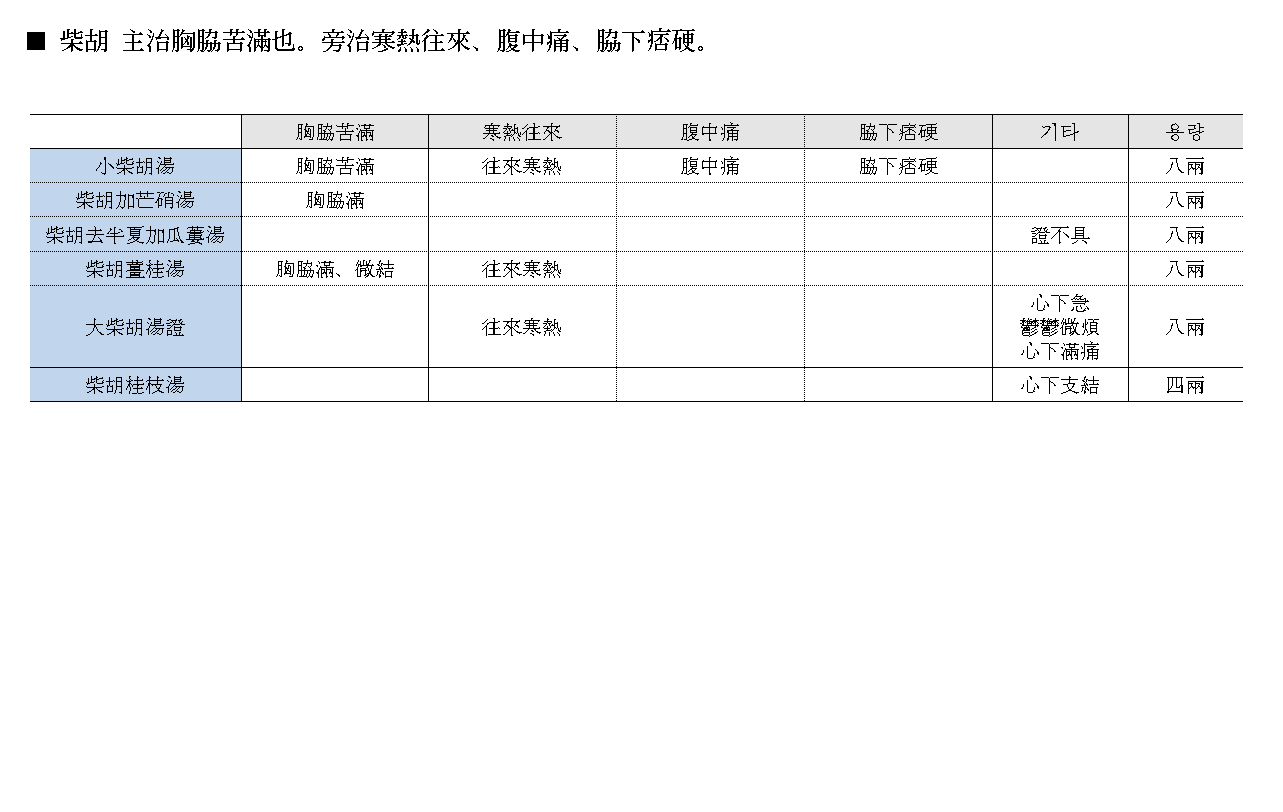 ■ 柴胡 主治胸脇苦滿也。旁治寒熱往來、腹中痛、脇下痞硬。
胸脇苦滿 寒熱往來 腹中痛 脇下痞硬 기타 용량
小柴胡湯 胸脇苦滿 往來寒熱 腹中痛 脇下痞硬 八兩
柴胡加芒硝湯 胸脇滿 八兩
柴胡去半夏加瓜蔞湯 證不具 八兩
柴胡薑桂湯 胸脇滿、微結 往來寒熱 八兩
大柴胡湯證 往來寒熱 心下急 八兩
鬱鬱微煩
心下滿痛
柴胡桂枝湯 心下支結 四兩